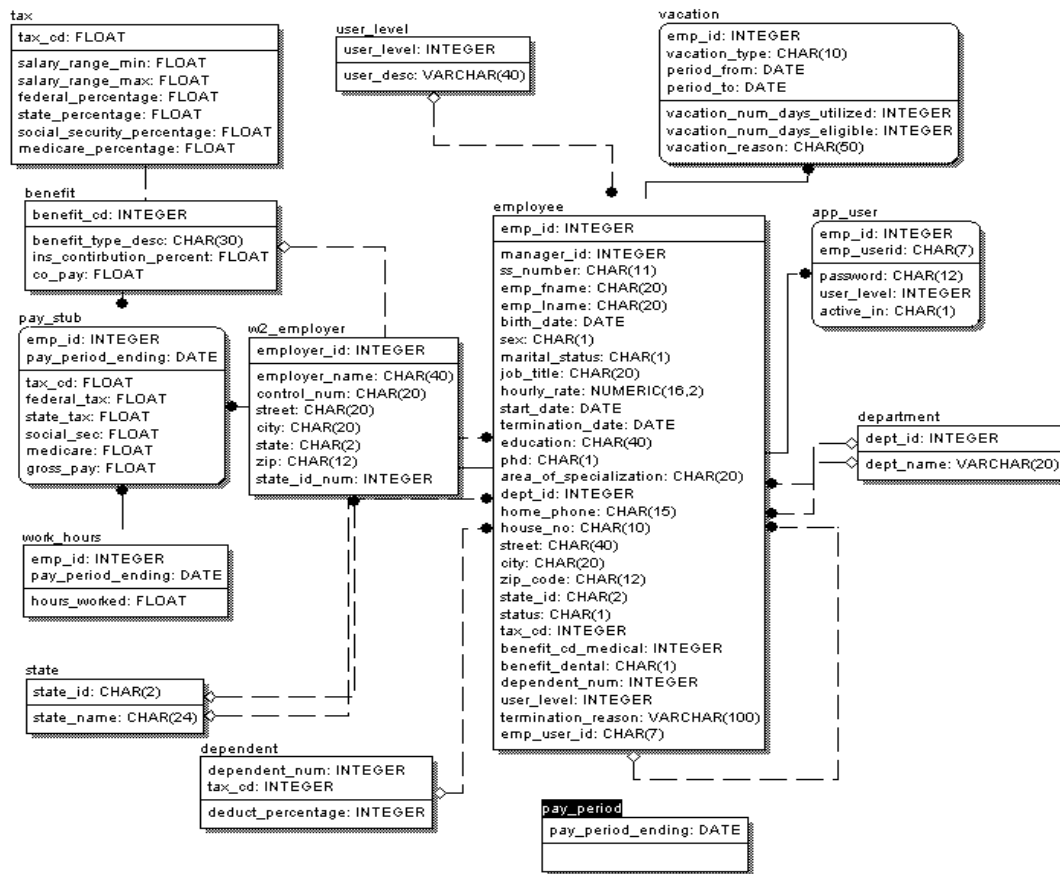 tax
tax_cd: FLOAT
salary_range_min: FLOAT
salary_range_max: FLOAT
federal_percentage: FLOAT
state_percentage: FLOAT
social_security_percentage: FLOAT
medicare_percentage: FLOAT
user_level
user_level: INTEGER
user_desc: VARCHAR(40)
vacation
emp_id: INTEGER
vacation_type: CHAR(10)
period_from: DATE
period_to: DATE
vacation_num_days_utilized: INTEGER
vacation_num_days_eligible: INTEGER
vacation_reason: CHAR(50)
benefit
benefit_cd: INTEGER
benefit_type_desc: CHAR(30)
ins_contirbution_percent: FLOAT
co_pay: FLOAT
employee
emp_id: INTEGER
manager_id: INTEGER
ss_number: CHAR(11)
emp_fname: CHAR(20)
emp_lname: CHAR(20)
birth_date: DATE
sex: CHAR(1)
marital_status: CHAR(1)
job_title: CHAR(20)
hourly_rate: NUMERIC(16,2)
start_date: DATE
termination_date: DATE
education: CHAR(40)
phd: CHAR(1)
area_of_specialization: CHAR(20)
dept_id: INTEGER
home_phone: CHAR(15)
house_no: CHAR(10)
street: CHAR(40)
city: CHAR(20)
zip_code: CHAR(12)
state_id: CHAR(2)
status: CHAR(1)
tax_cd: INTEGER
benefit_cd_medical: INTEGER
benefit_dental: CHAR(1)
dependent_num: INTEGER
user_level: INTEGER
termination_reason: VARCHAR(100)
emp_user_id: CHAR(7)
app_user
emp_id: INTEGER
emp_userid: CHAR(7)
password: CHAR(12)
user_level: INTEGER
active_in: CHAR(1)
pay_stub
emp_id: INTEGER
pay_period_ending: DATE
tax_cd: FLOAT
federal_tax: FLOAT
state_tax: FLOAT
social_sec: FLOAT
medicare: FLOAT
gross_pay: FLOAT
w2_employer
employer_id: INTEGER
employer_name: CHAR(40)
control_num: CHAR(20)
street: CHAR(20)
city: CHAR(20)
state: CHAR(2)
zip: CHAR(12)
state_id_num: INTEGER
department
dept_id: INTEGER
dept_name: VARCHAR(20)
work_hours
emp_id: INTEGER
pay_period_ending: DATE
hours_worked: FLOAT
state
state_id: CHAR(2)
state_name: CHAR(24)
dependent
dependent_num: INTEGER
tax_cd: INTEGER
deduct_percentage: INTEGER
pay_period
pay_period_ending: DATE